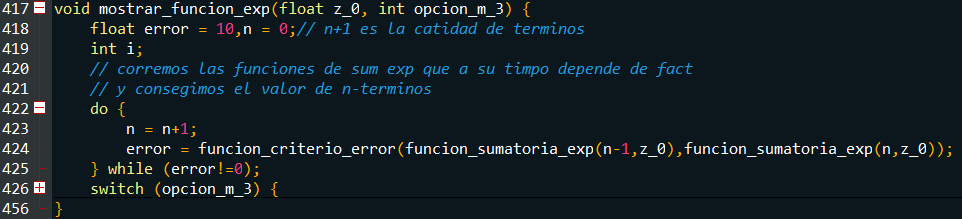 417 void mostrar_funcion_exp(float z_0, int opcion_m_3) {
418 float error = 10,n = 0;// n+1 es la catidad de terminos
419 int i;
420 // corremos las funciones de sum exp que a su timpo depende de fact
421 // y consegimos el valor de n-terminos
422 do {
423 n = n+1;
424 error = funcion_criterio_error(funcion_sumatoria_exp(n-1,z_0),funcion_sumatoria_exp(n,z_0));
425 } while (error!=0);
426 switch (opcion_m_3) {
456 }